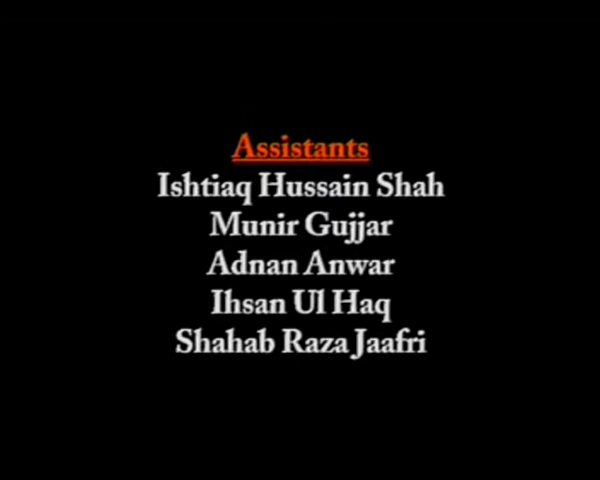 Assistants
Ishtiaq Hussain Shah
Munir Gujjar
Adnan Anwar
Ihsan Ul Haq
Shahab Raza Jaafri